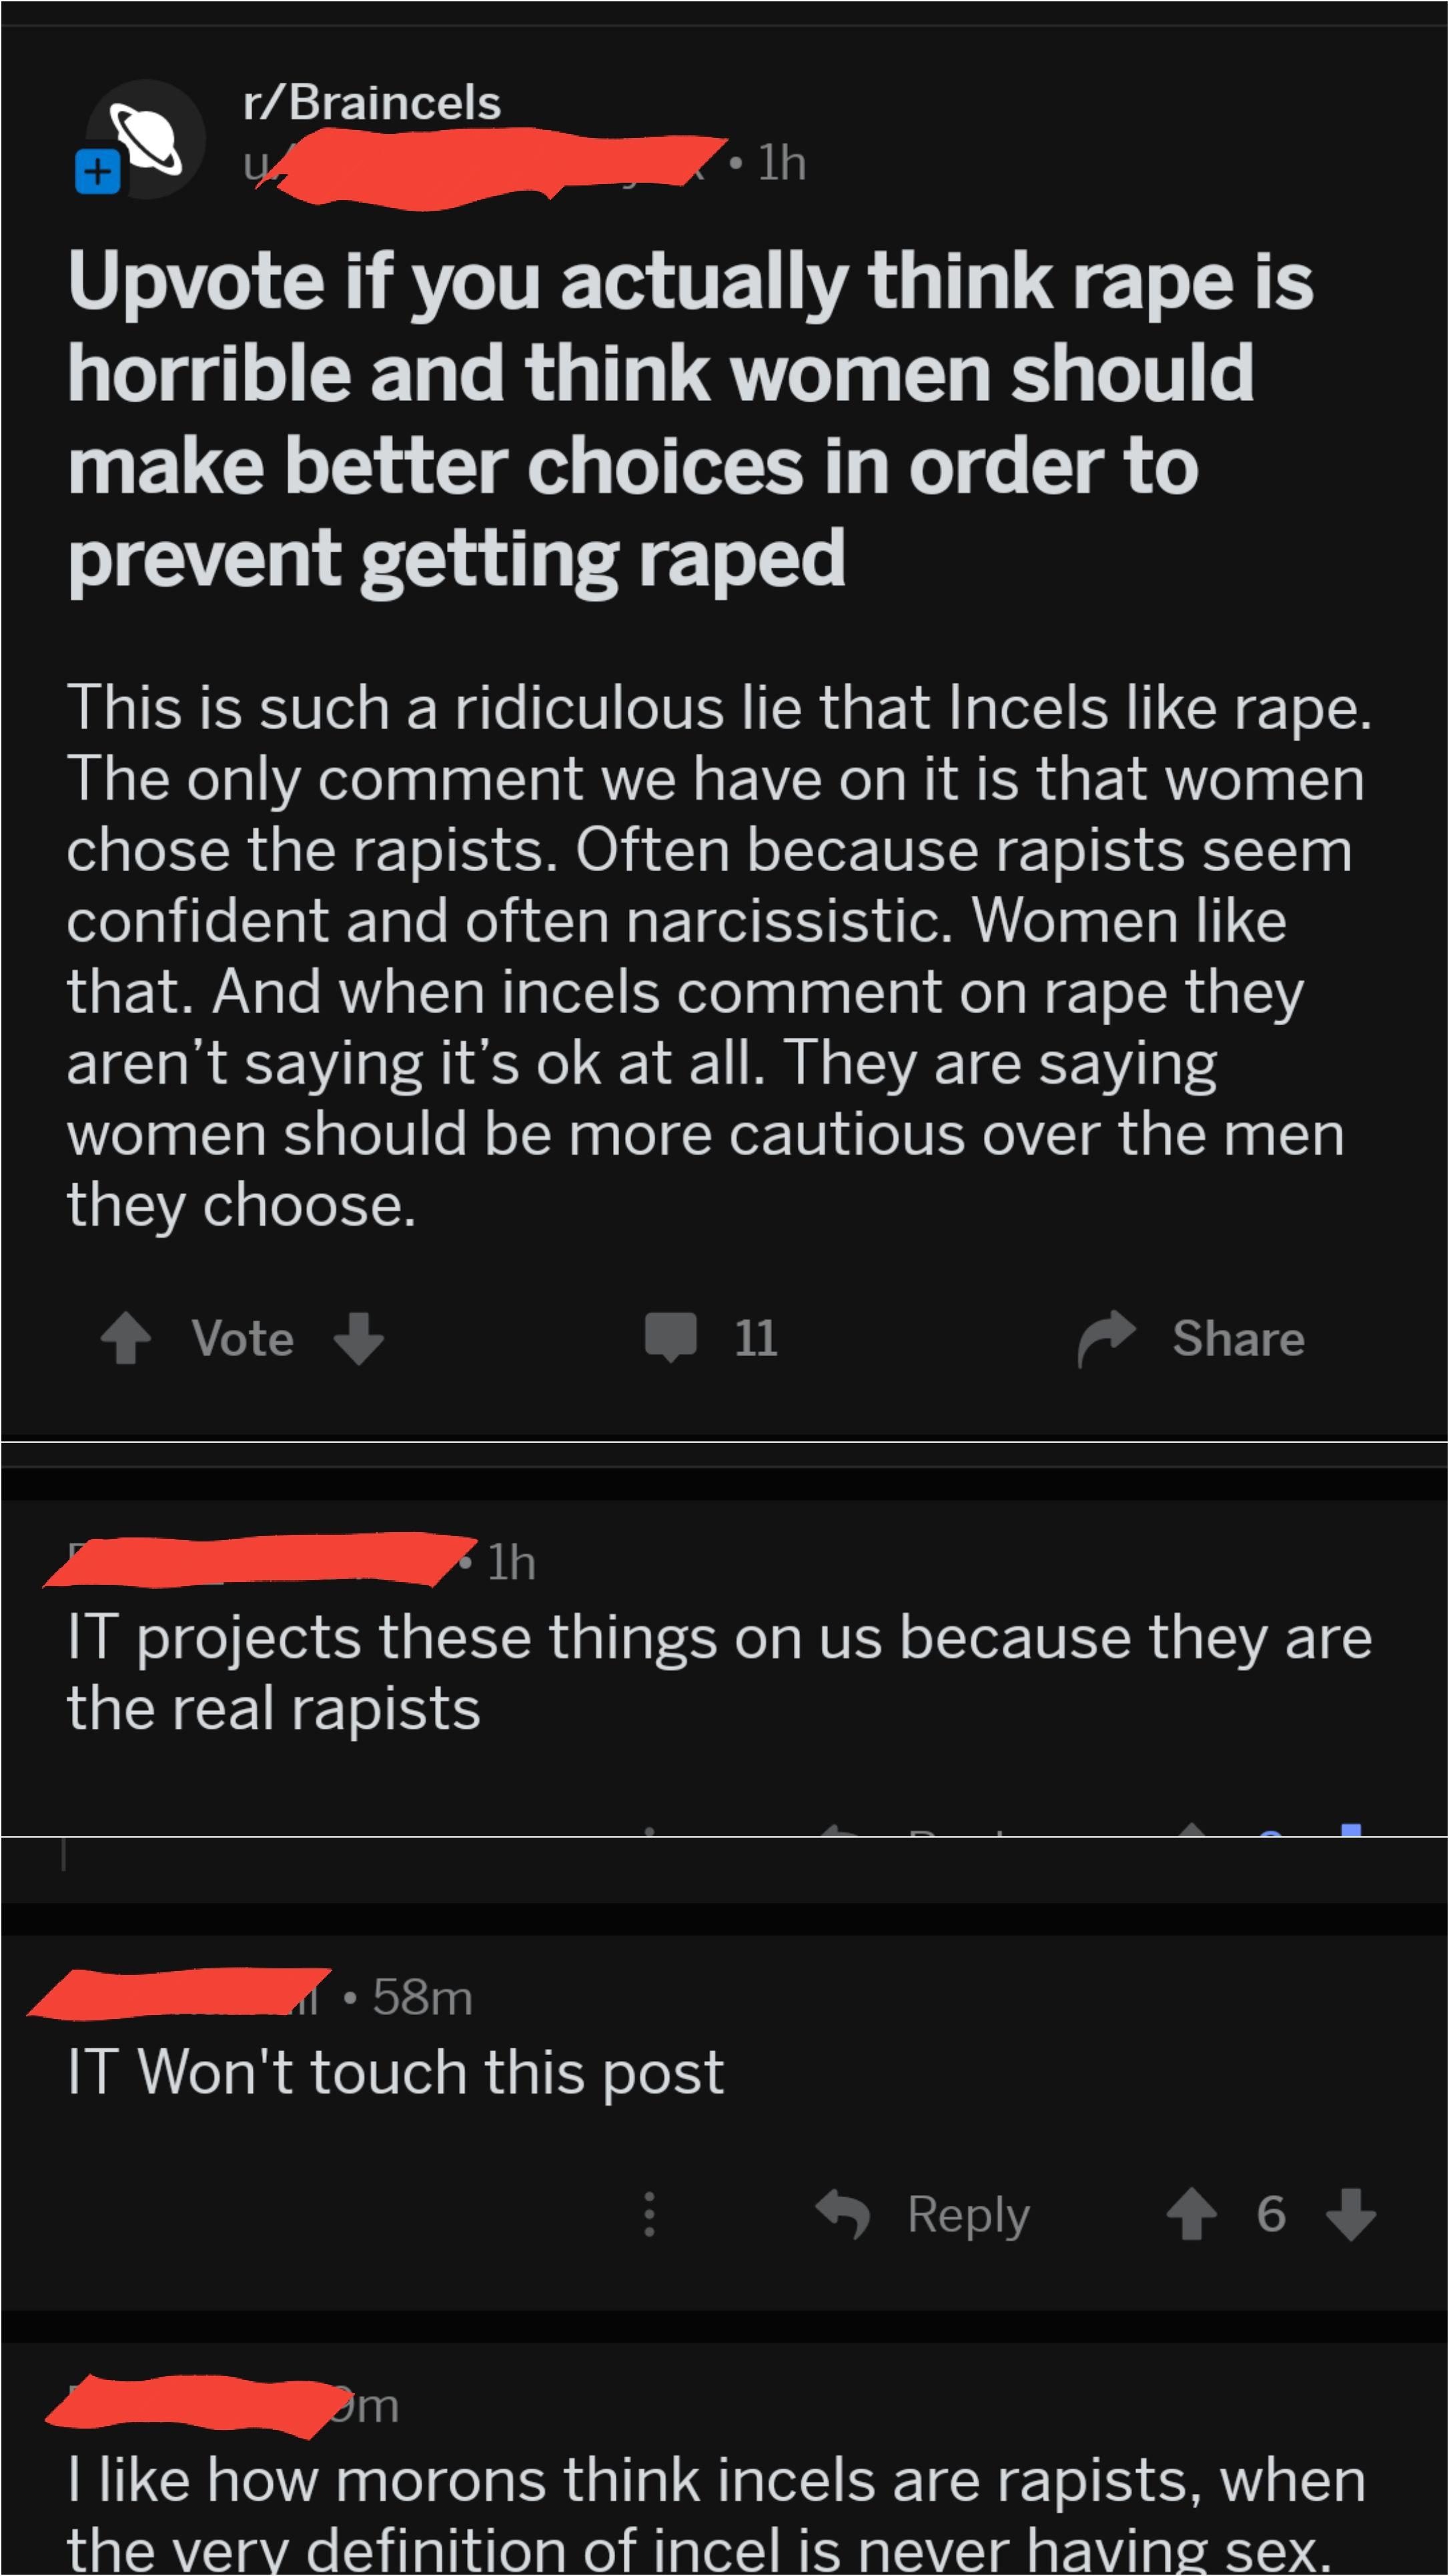 r/Braincels
u/ • 1h
Upvote if you actually think rape is
horrible and think women should
make better choices in order to
prevent getting raped
This is such a ridiculous lie that Incels like rape.
The only comment we have on it is that women
chose the rapists. Often because rapists seem
confident and often narcissistic. Women like
that. And when incels comment on rape they
aren’t saying it’s ok at all. They are saying
women should be more cautious over the men
they choose.
Vote 11 Share
• 1h
IT projects these things on us because they are
the real rapists
• 58m
IT Won't touch this post
Reply 6
9m
I like how morons think incels are rapists, when
the very definition of incel is never having sex.